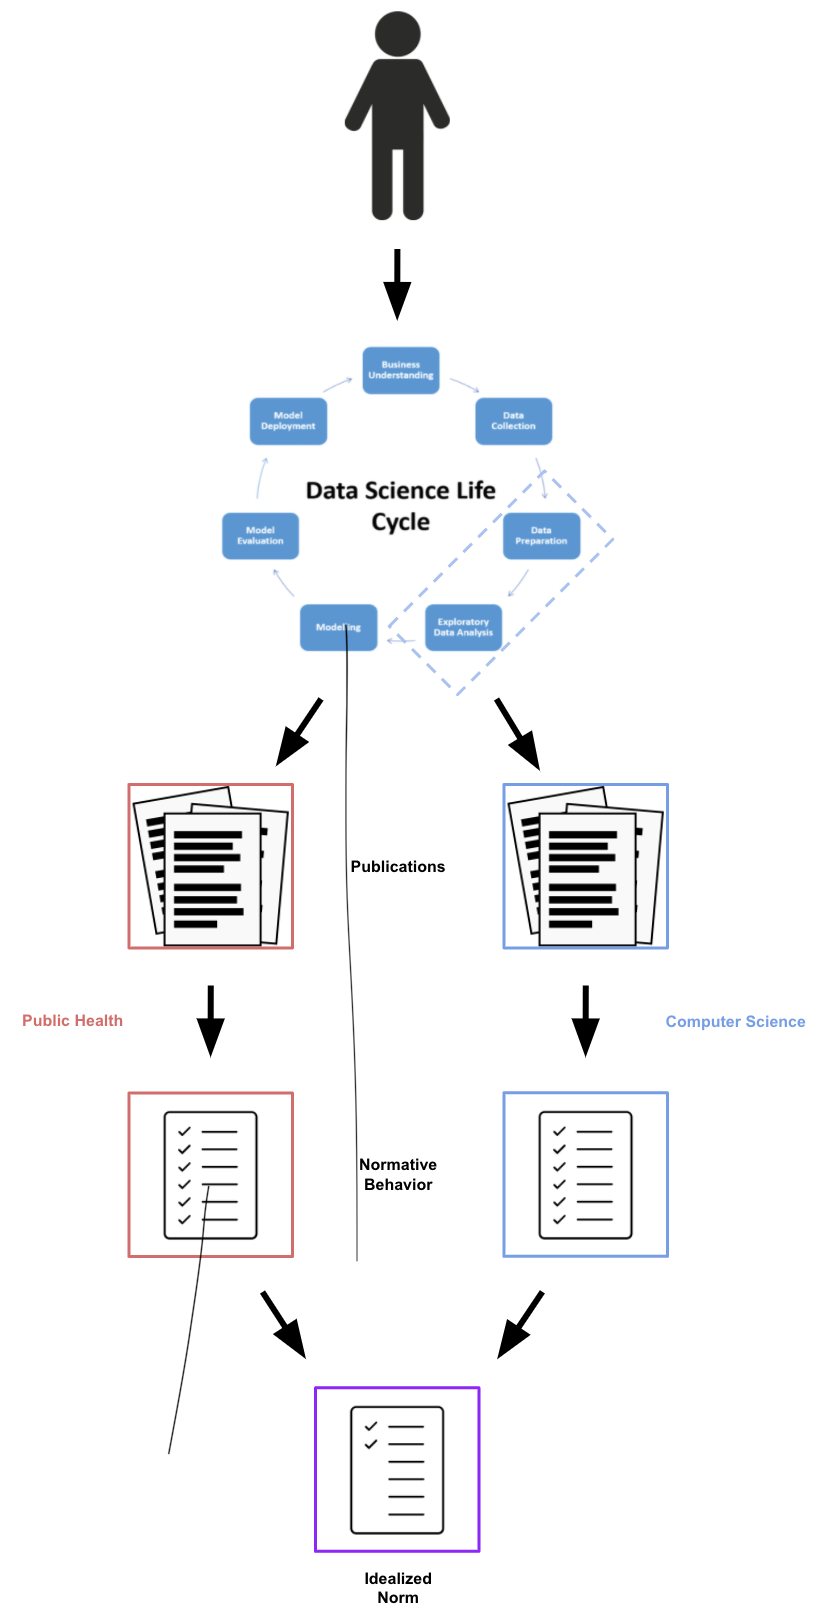 Business
Understanding
Model
Deployment
Data
Collection
Data Science Life
Cycle
Model
Evaluation
Data
Preparation
Modelling
Exploratory
Data Analysis
Publications
Public Health
Computer Science
Normative
Behavior
Idealized
Norm